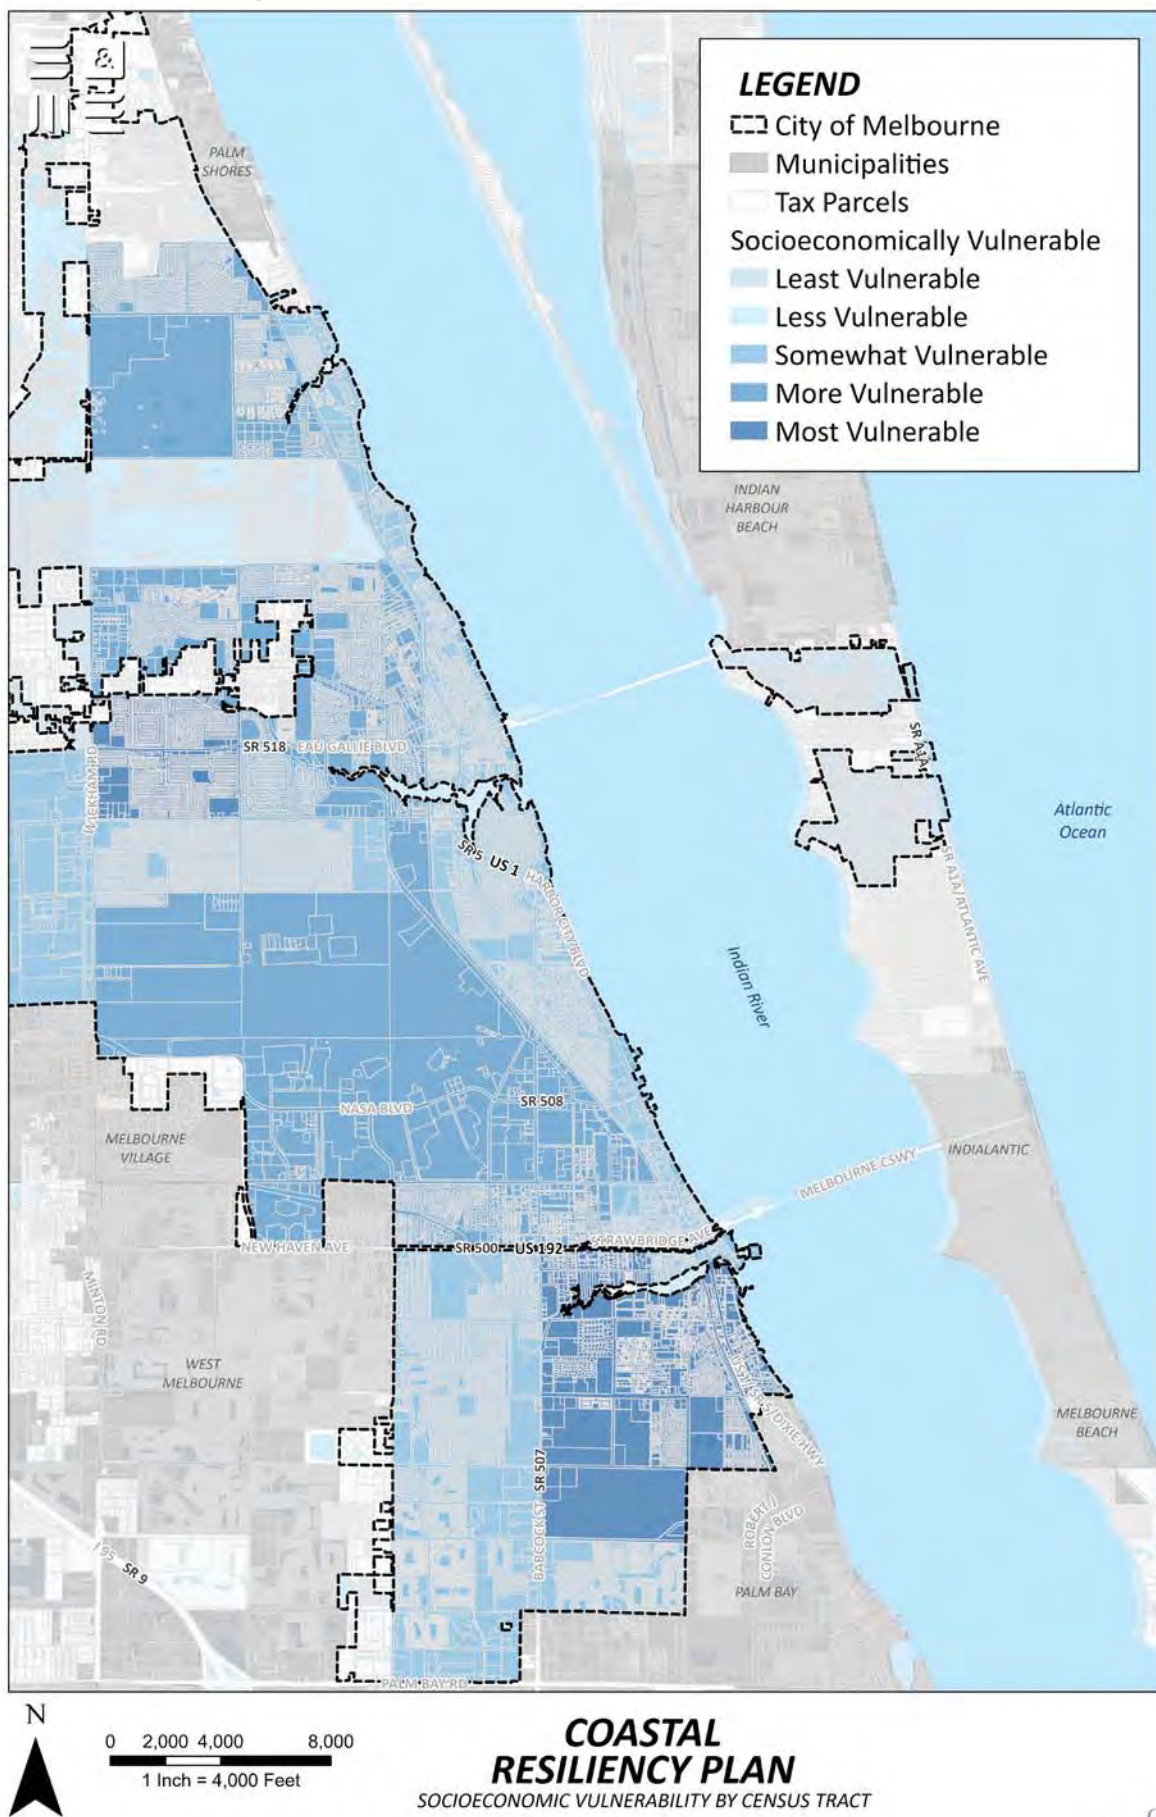 &
LEGEND
City of Melbourne
Municipalities
Tax Parcels
Socioeconomically Vulnerable
Least Vulnerable
Less Vulnerable
Somewhat Vulnerable
More Vulnerable
Most Vulnerable
PALM
SHORES
INDIAN
HARBOUR
BEACH
SR A1A
WICKHAM RD
SR 518 EAU GALLIE BLVD
Atlantic
Ocean
SR 5 US 1 HARBOR CITY BLVD
SR A1A/ATLANTIC AVE
Indian River
NASA BLVD
SR 508
MELBOURNE
VILLAGE
MELBOURNE CSWY
INDIALANTIC
NEW HAVEN AVE
SR 500 US 192
STRAWBRIDGE AVE
MINTON RD
WEST
MELBOURNE
/DIXIE HWY
MELBOURNE
BEACH
BABCOCK ST SR 507
ROBERT J
CONLON BLVD
I 95 SR 9
PALM BAY
PALM BAY RD
N
0 2,000 4,000 8,000
1 Inch = 4,000 Feet
COASTAL
RESILIENCY PLAN
SOCIOECONOMIC VULNERABILITY BY CENSUS TRACT